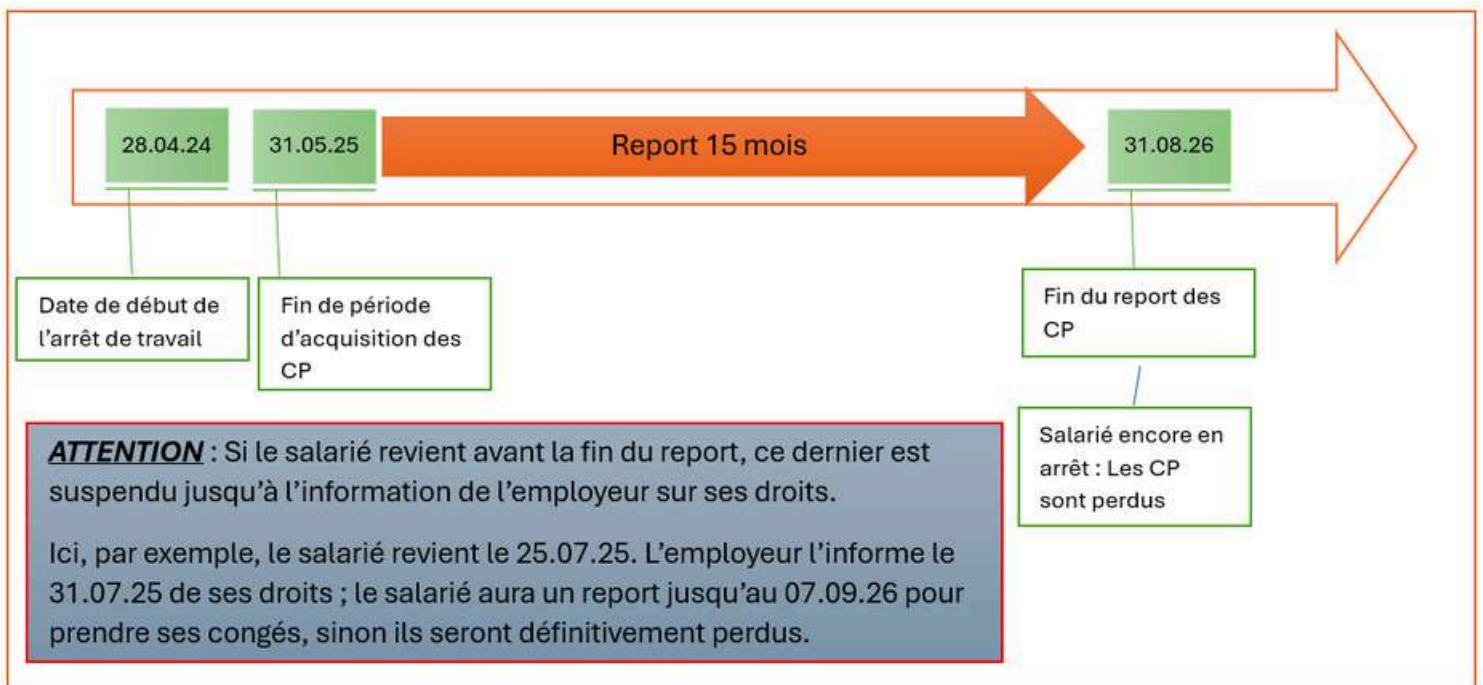 28.04.24
31.05.25
Report 15 mois
31.08.26
Date de début de
l’arrêt de travail
Fin de période
d’acquisition des
CP
Fin du report des
CP
Salarié encore en
arrêt : Les CP
sont perdus
ATTENTION : Si le salarié revient avant la fin du report, ce dernier est
suspendu jusqu’à l’information de l’employeur sur ses droits.
Ici, par exemple, le salarié revient le 25.07.25. L’employeur l’informe le
31.07.25 de ses droits ; le salarié aura un report jusqu’au 07.09.26 pour
prendre ses congés, sinon ils seront définitivement perdus.